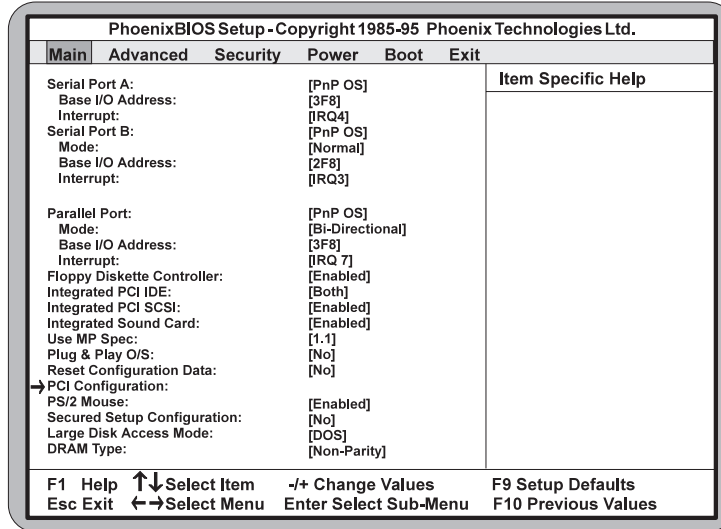 PhoenixBIOS Setup - Copyright 1985-95 Phoenix Technologies Ltd.
Main Advanced Security Power Boot Exit
Item Specific Help
Serial Port A: [PnP OS]
Base I/O Address: [3F8]
Interrupt: [IRQ4]
Serial Port B: [PnP OS]
Mode: [Normal]
Base I/O Address: [2F8]
Interrupt: [IRQ3]
Parallel Port: [PnP OS]
Mode: [Bi-Directional]
Base I/O Address: [3F8]
Interrupt: [IRQ 7]
Floppy Diskette Controller: [Enabled]
Integrated PCI IDE: [Both]
Integrated PCI SCSI: [Enabled]
Integrated Sound Card: [Enabled]
Use MP Spec: [1.1]
Plug & Play O/S: [No]
Reset Configuration Data: [No]
→PCI Configuration:
PS/2 Mouse: [Enabled]
Secured Setup Configuration: [No]
Large Disk Access Mode: [DOS]
DRAM Type: [Non-Parity]
F1 Help ↑↓ Select Item -/+ Change Values F9 Setup Defaults
Esc Exit ←→ Select Menu Enter Select Sub-Menu F10 Previous Values